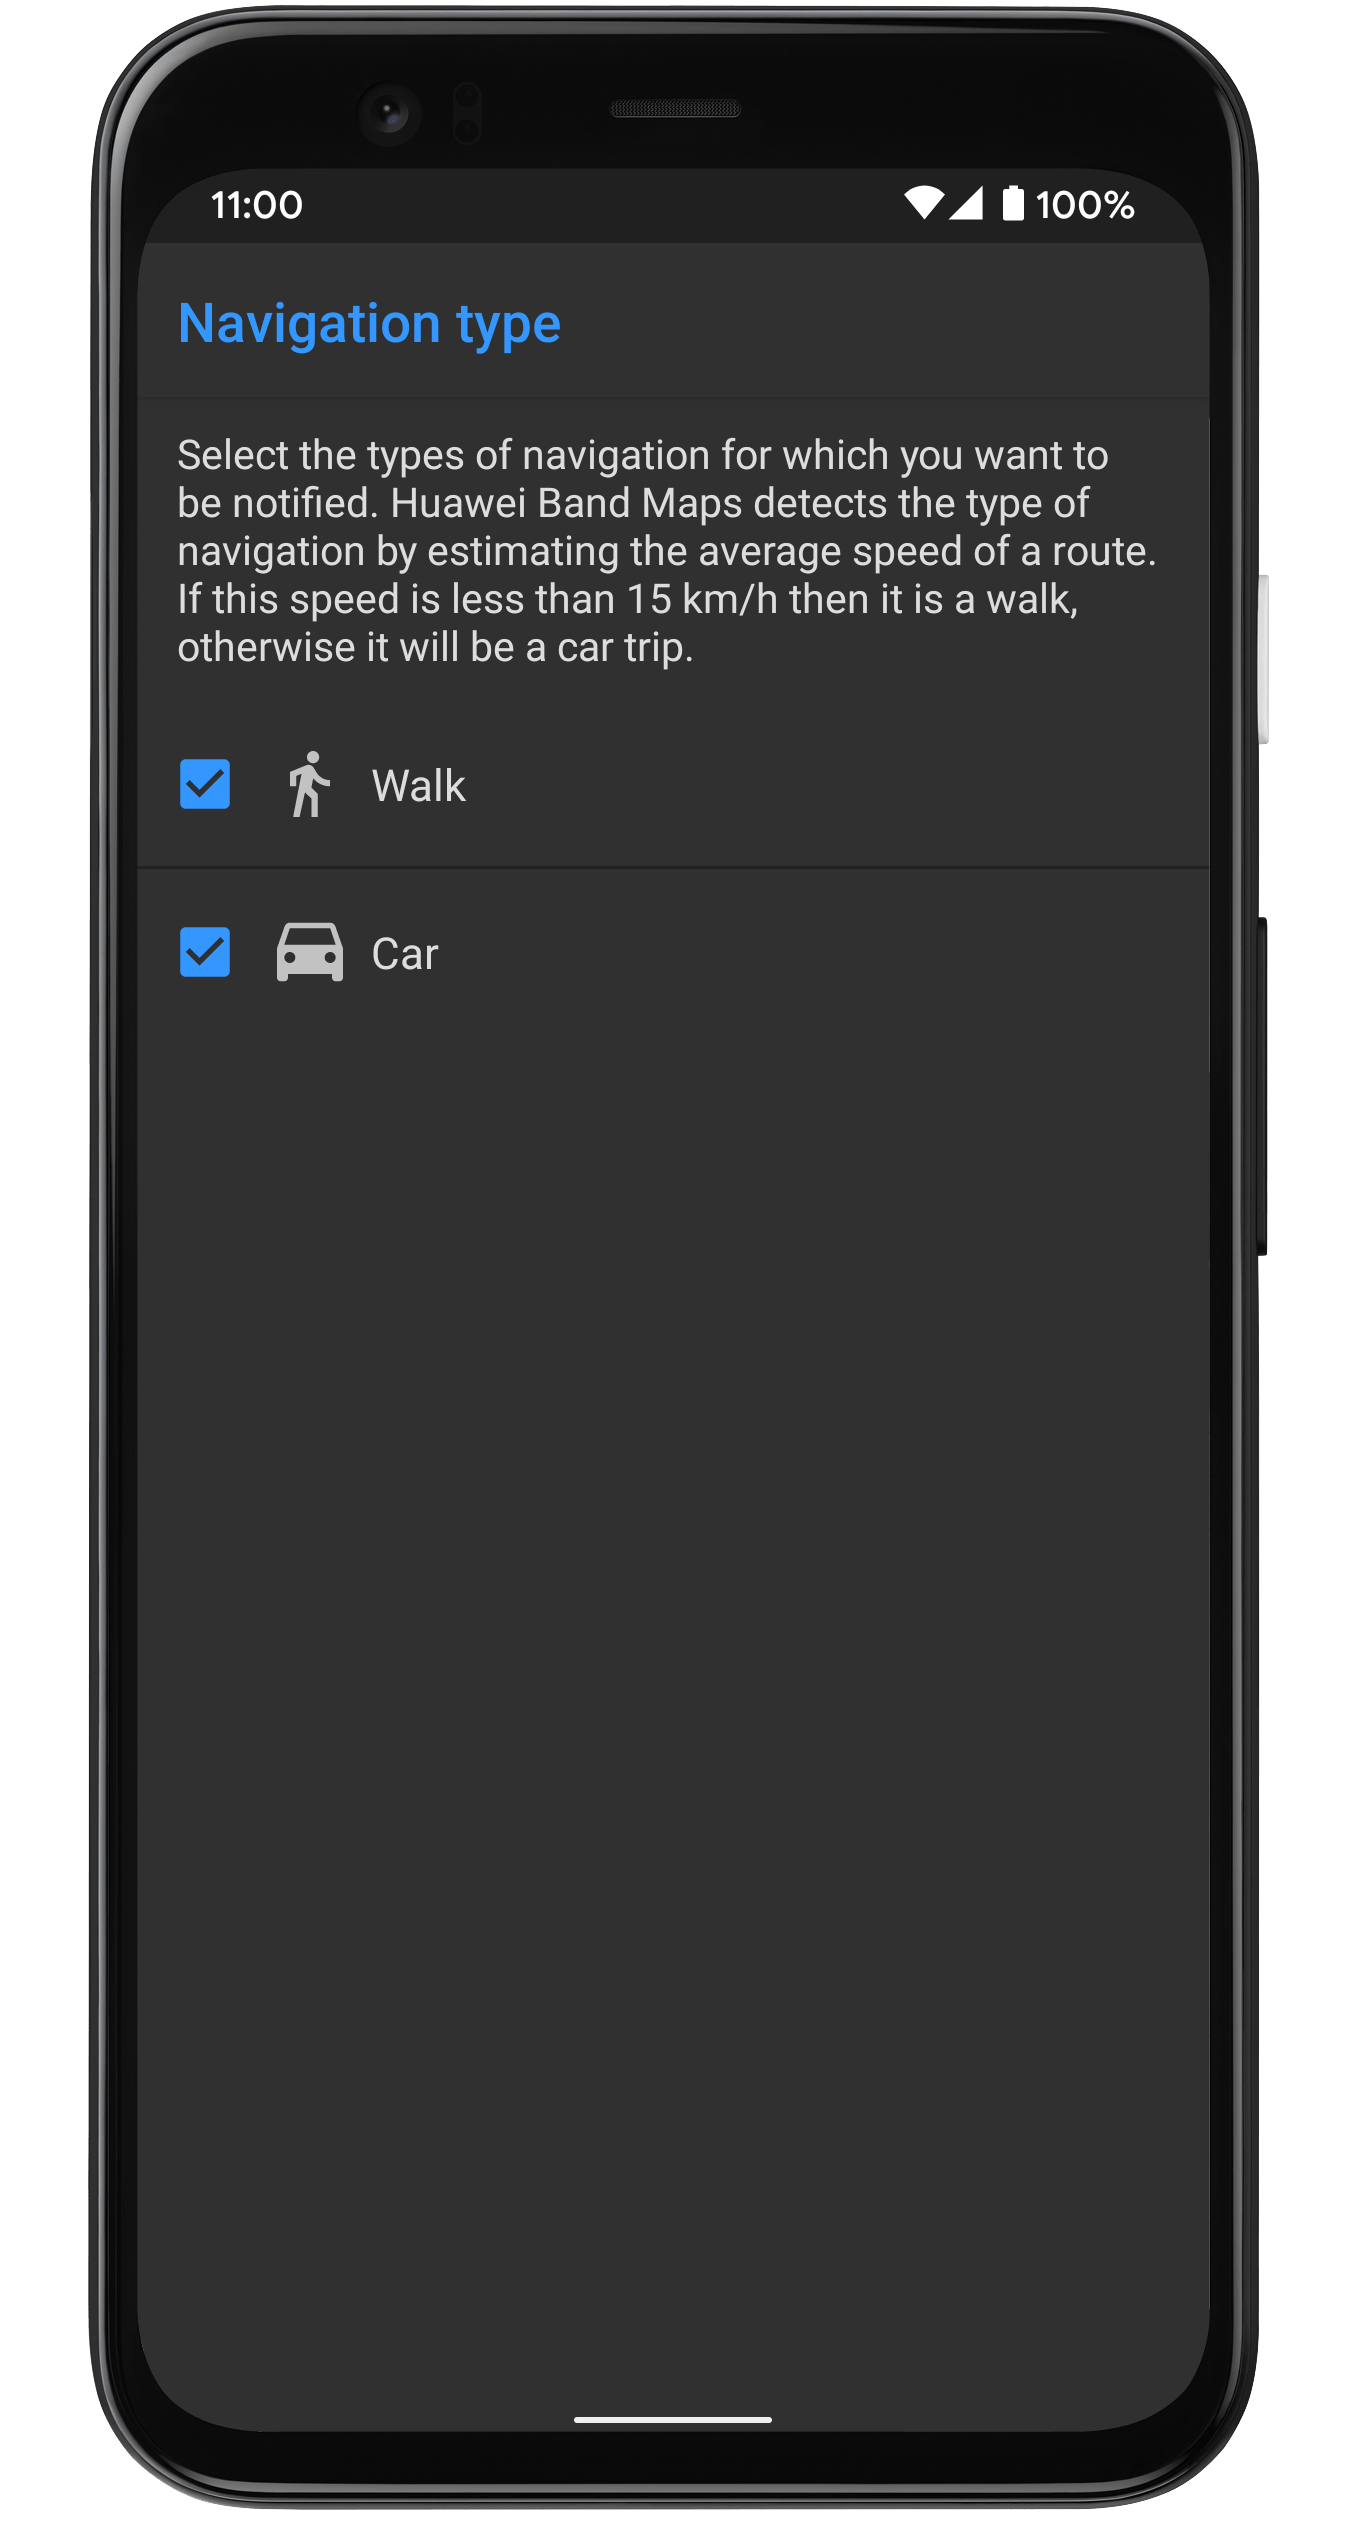 11:00
100%
Navigation type
Select the types of navigation for which you want to
be notified. Huawei Band Maps detects the type of
navigation by estimating the average speed of a route.
If this speed is less than 15 km/h then it is a walk,
otherwise it will be a car trip.
Walk
Car